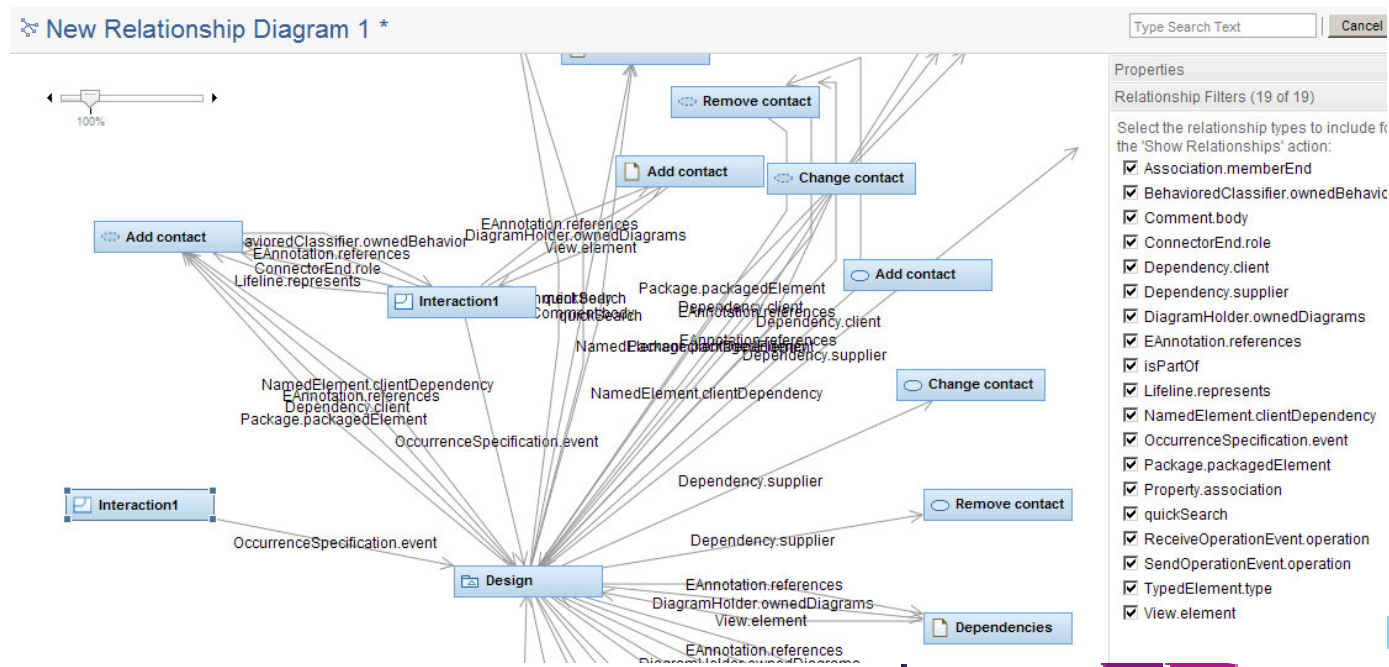 New Relationship Diagram 1 *
Type Search Text
Cancel
100%
Remove contact
Add contact
Change contact
Add contact
avioredClassifier.ownedBehavior
EAnnotation.references
ConnectorEnd.role
Lifeline.represents
EAnnotation.references
DiagramHolder.ownedDiagrams
View.element
Add contact
Interaction1
quickSearch
Package.packagedElement
Dependency.client
EAnnotation.references
Dependency.client
EAnnotation.references
Dependency.supplier
Change contact
NamedElement.clientDependency
EAnnotation.references
Dependency.client
Package.packagedElement
NamedElement.clientDependency
OccurrenceSpecification.event
Dependency.supplier
Interaction1
Remove contact
OccurrenceSpecification.event
Dependency.supplier
Design
EAnnotation.references
DiagramHolder.ownedDiagrams
View.element
Dependencies
EAnnotation.references
DiagramHolder.ownedDiagrams
Properties
Relationship Filters (19 of 19)
Select the relationship types to include fo
the 'Show Relationships' action:
Association.memberEnd
BehavioredClassifier.ownedBehavio
Comment.body
ConnectorEnd.role
Dependency.client
Dependency.supplier
DiagramHolder.ownedDiagrams
EAnnotation.references
isPartOf
Lifeline.represents
NamedElement.clientDependency
OccurrenceSpecification.event
Package.packagedElement
Property.association
quickSearch
ReceiveOperationEvent.operation
SendOperationEvent.operation
TypedElement.type
View.element